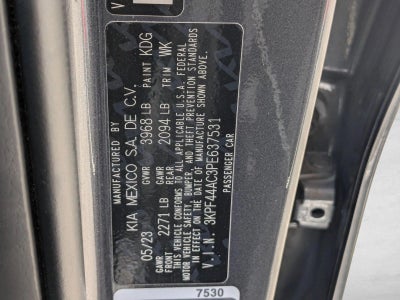 MANUFACTURED BY
KIA MEXICO S.A. DE C.V.
05/23 GVWR 3968 LB PAINT KDG
GAWR FRONT 2271 LB GAWR REAR 2094 LB TRIM WK
THIS VEHICLE CONFORMS TO ALL APPLICABLE U.S.A. FEDERAL
MOTOR VEHICLE SAFETY, BUMPER, AND THEFT PREVENTION STANDARDS
IN EFFECT ON THE DATE OF MANUFACTURE SHOWN ABOVE.
V.I.N. 3KPF44AC3PE637531
PASSENGER CAR
7530
V